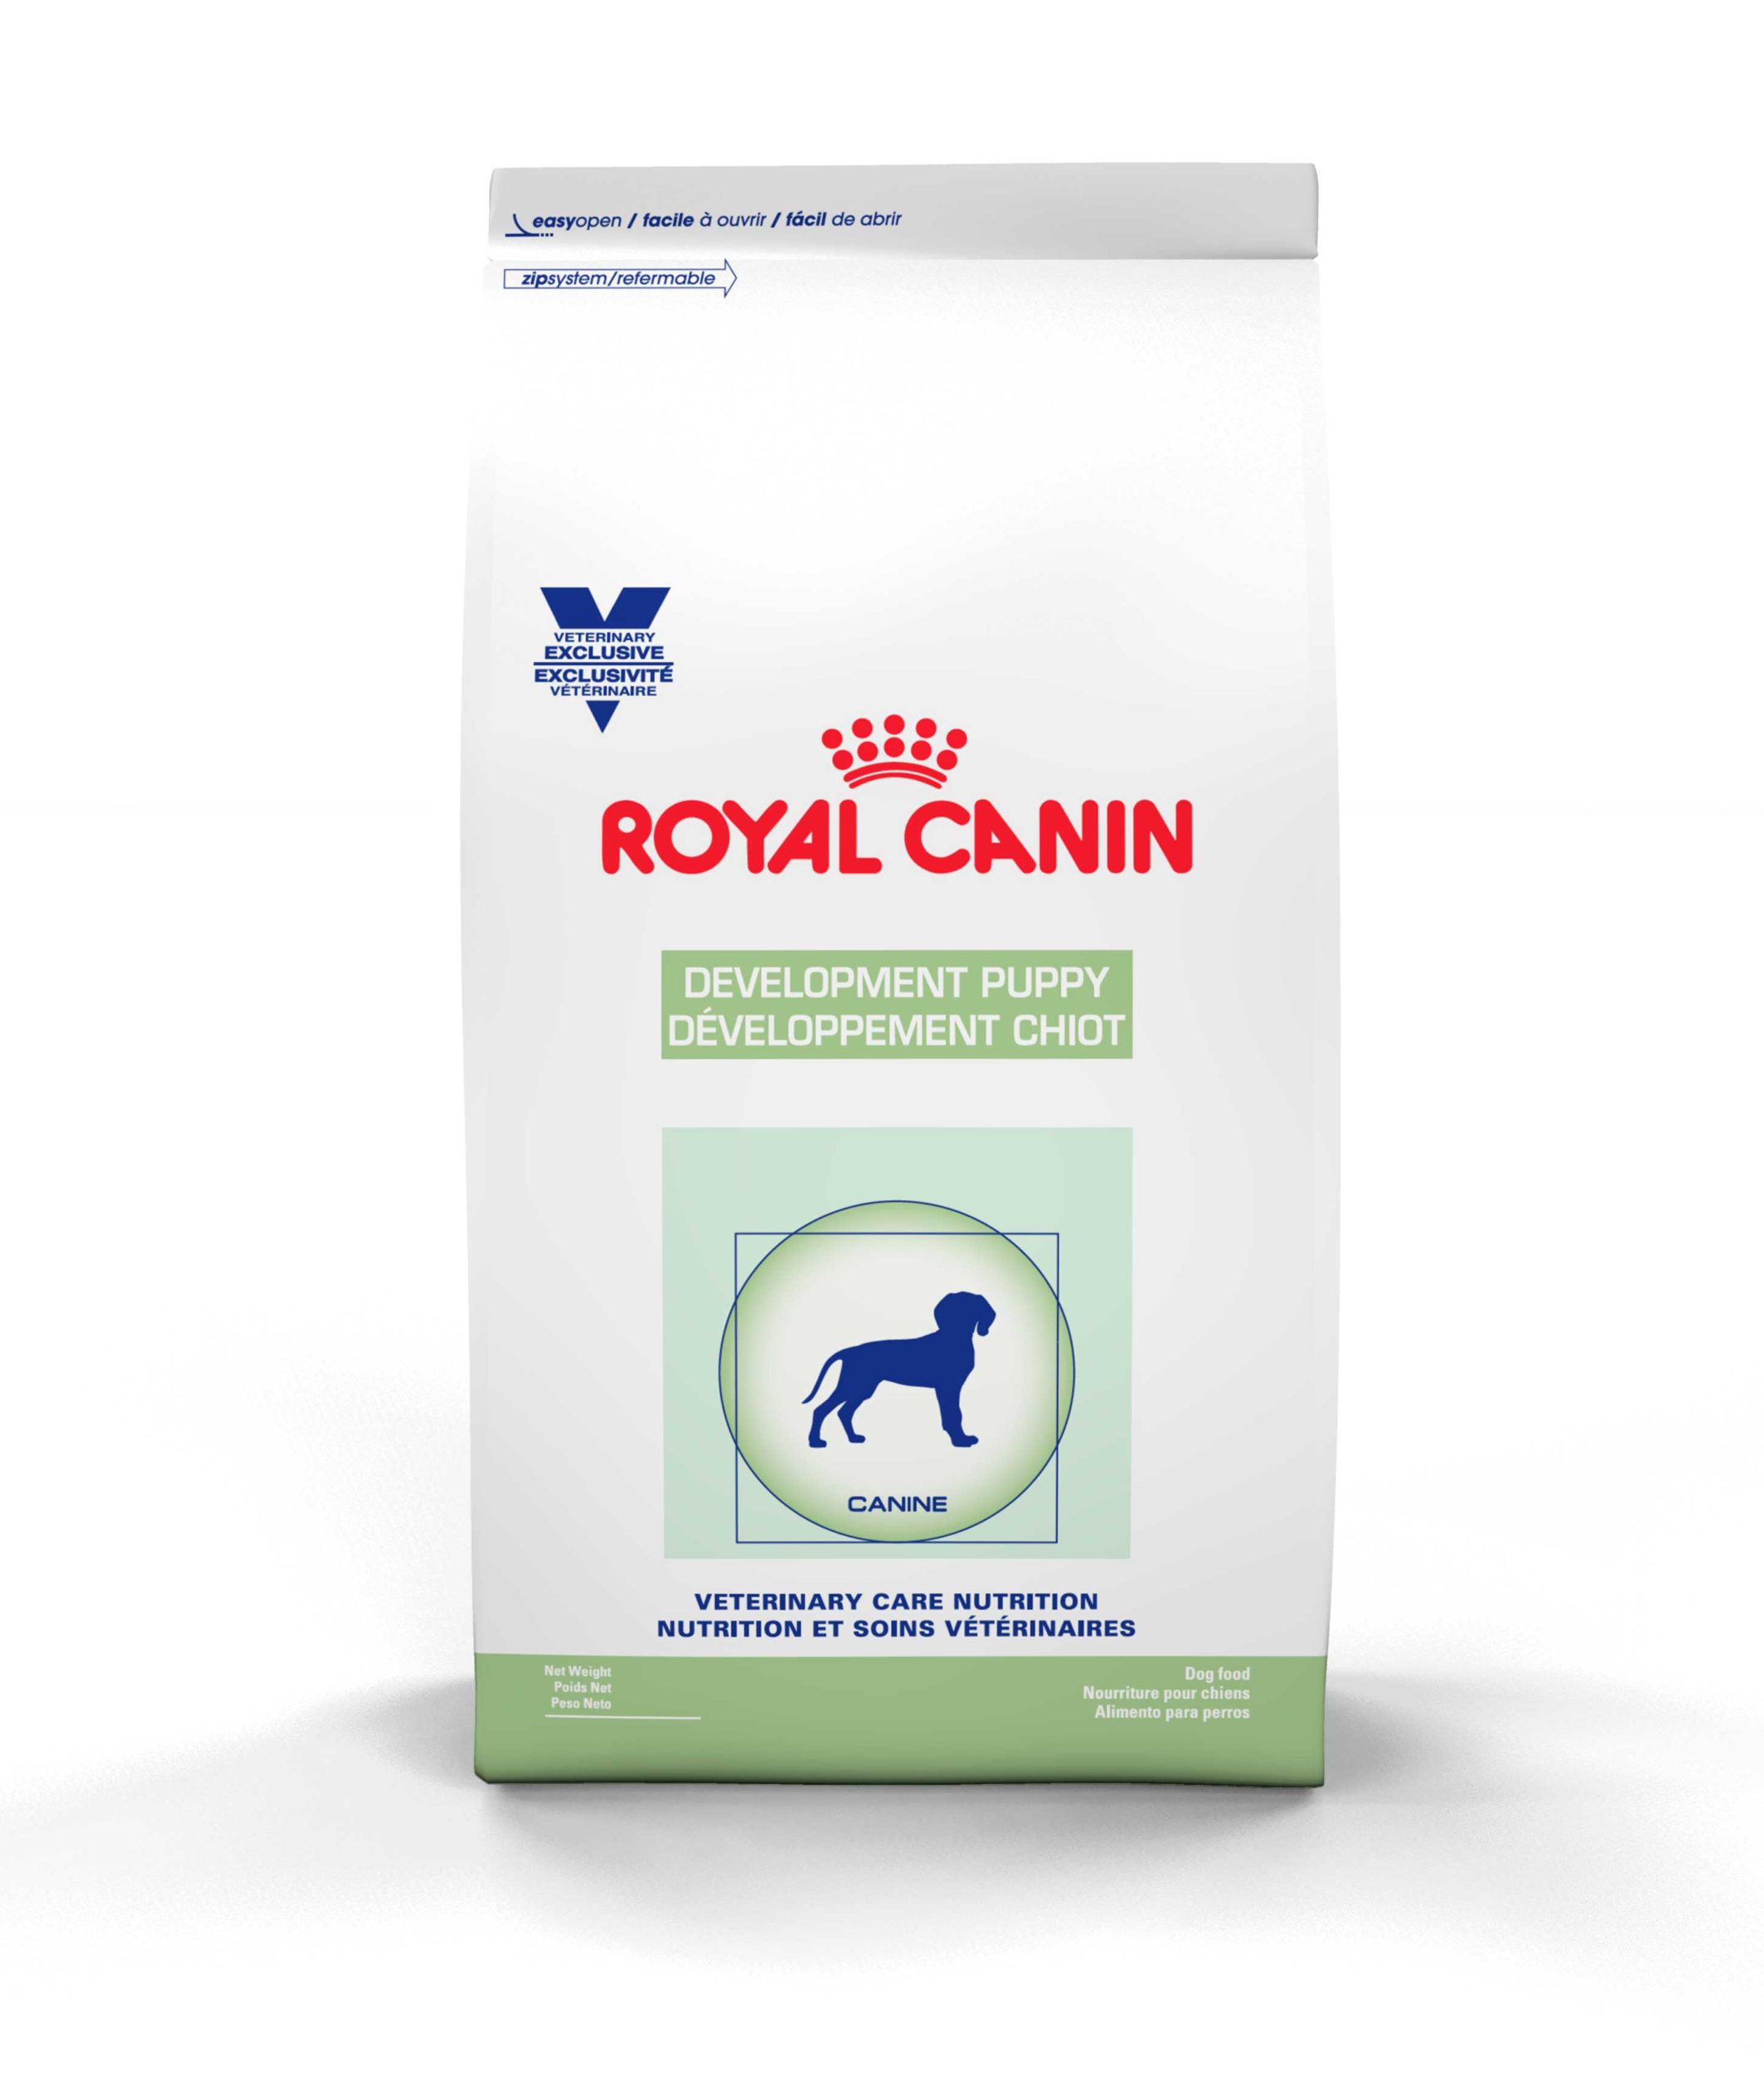 easyopen / facile à ouvrir / fácil de abrir
zipsystem/refermable
VETERINARY
EXCLUSIVE
EXCLUSIVITÉ
VÉTÉRINAIRE
ROYAL CANIN
DEVELOPMENT PUPPY
DÉVELOPPEMENT CHIOT
CANINE
VETERINARY CARE NUTRITION
NUTRITION ET SOINS VÉTÉRINAIRES
Net Weight
Poids Net
Peso Neto
Dog food
Nourriture pour chiens
Alimento para perros